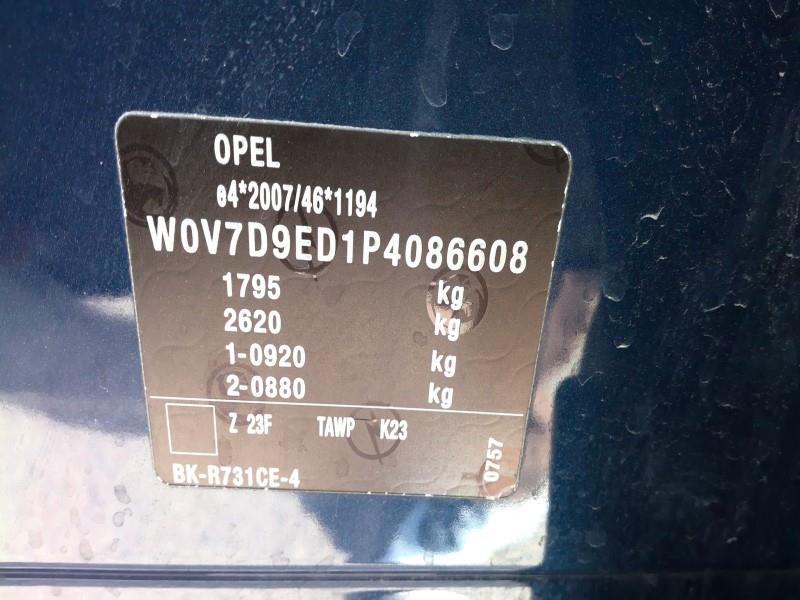 OPEL
e4*2007/46*1194
W0V7D9ED1P4086608
1795 kg
2620 kg
1-0920 kg
2-0880 kg
Z 23F TAWP K23
BK-R731CE-4
0757